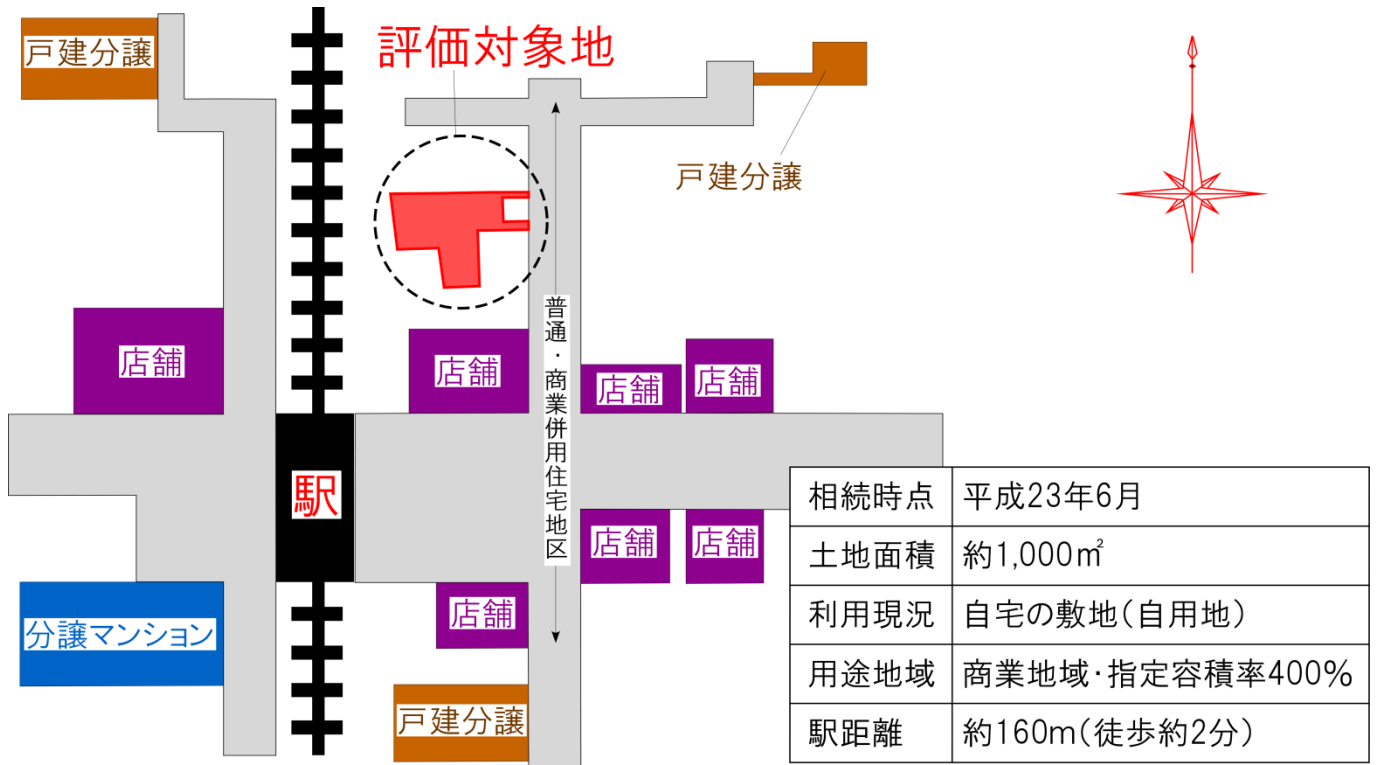 戸建分譲
評価対象地
戸建分譲
店舗
店舗
店舗
店舗
普通・商業併用住宅地区
駅
店舗
店舗
分譲マンション
店舗
戸建分譲
相続時点 平成23年6月
土地面積 約1,000㎡
利用現況 自宅の敷地(自用地)
用途地域 商業地域・指定容積率400%
駅距離 約160m(徒歩約2分)